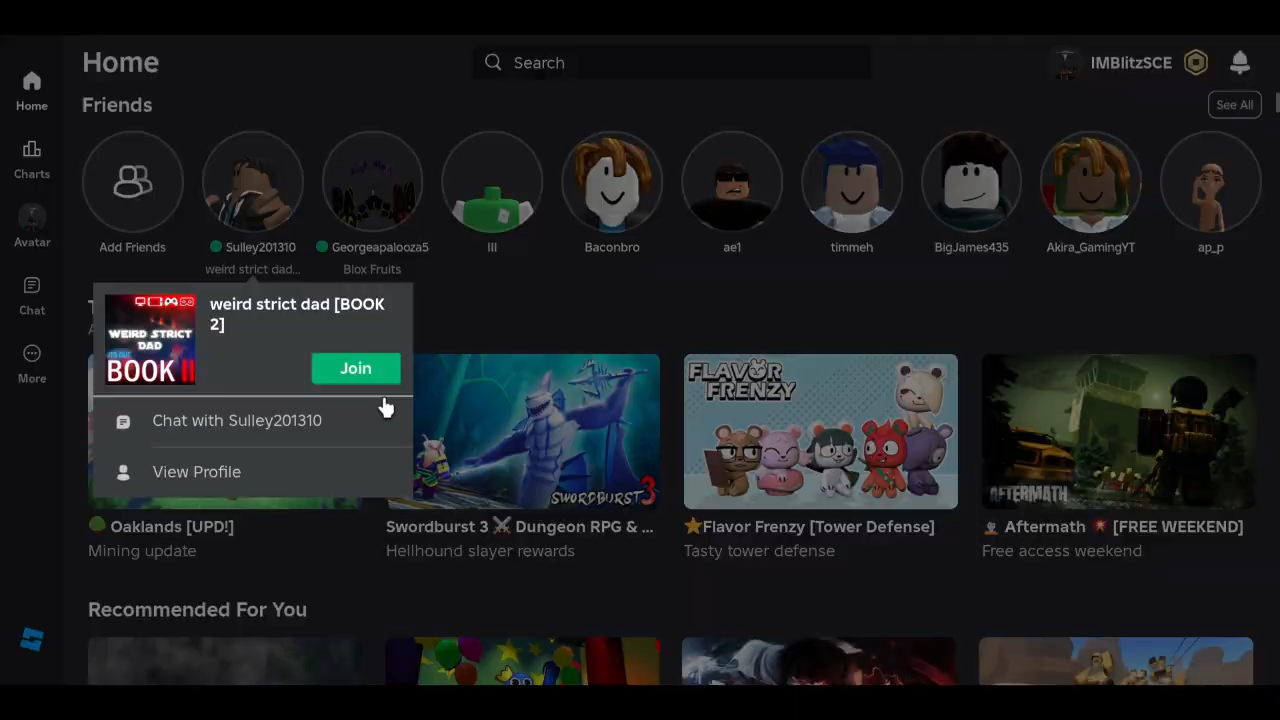 Home
Search
IMBlitzSCE
Home
Friends
See All
Charts
Avatar
Chat
More
Add Friends
Sulley201310
Georgeapalooza5
III
Baconbro
ae1
timmeh
BigJames435
Akira_GamingYT
ap_p
weird strict dad...
Blox Fruits
WEIRD STRICT
DAD
BOOK II
weird strict dad [BOOK
2]
Join
Chat with Sulley201310
View Profile
SWORDBURST 3
FLAVOR
FRENZY
AFTERMATH
Oaklands [UPD!]
Mining update
Swordburst 3 ⚔ Dungeon RPG & ...
Hellhound slayer rewards
⭐Flavor Frenzy [Tower Defense]
Tasty tower defense
Aftermath 💥 [FREE WEEKEND]
Free access weekend
Recommended For You